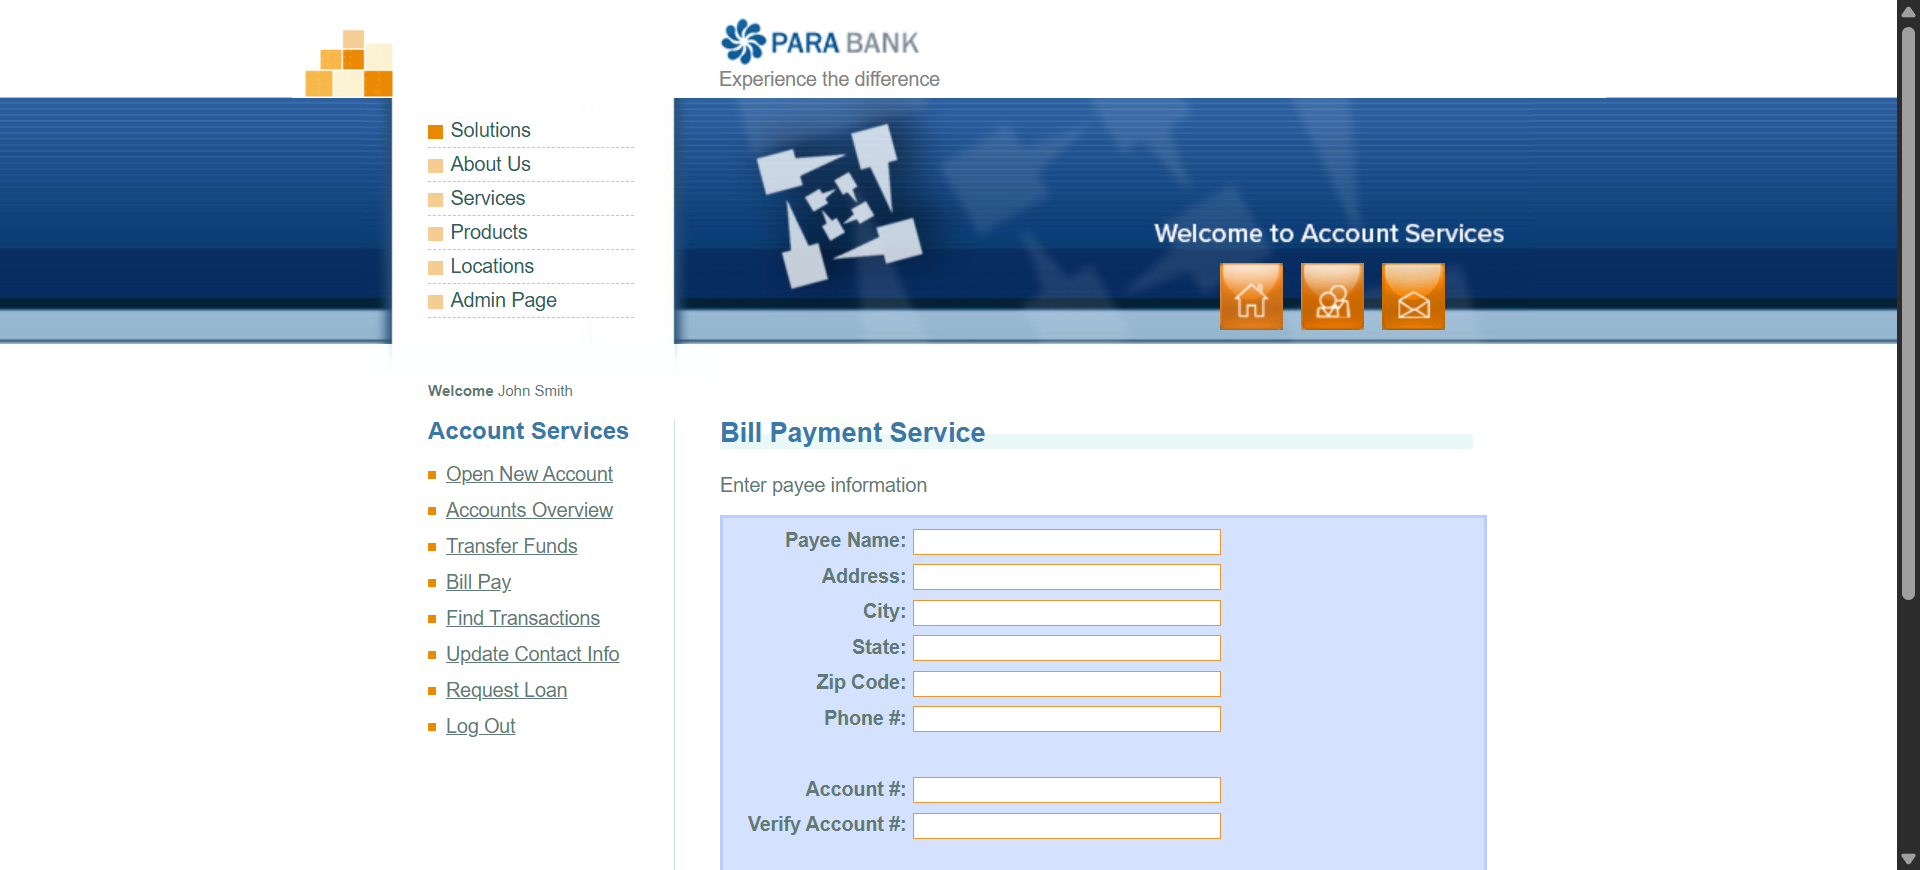 PARA BANK
Experience the difference
Solutions
About Us
Services
Products
Locations
Admin Page
Welcome to Account Services
Welcome John Smith
Account Services
Open New Account
Accounts Overview
Transfer Funds
Bill Pay
Find Transactions
Update Contact Info
Request Loan
Log Out
Bill Payment Service
Enter payee information
Payee Name:
Address:
City:
State:
Zip Code:
Phone #:
Account #:
Verify Account #: